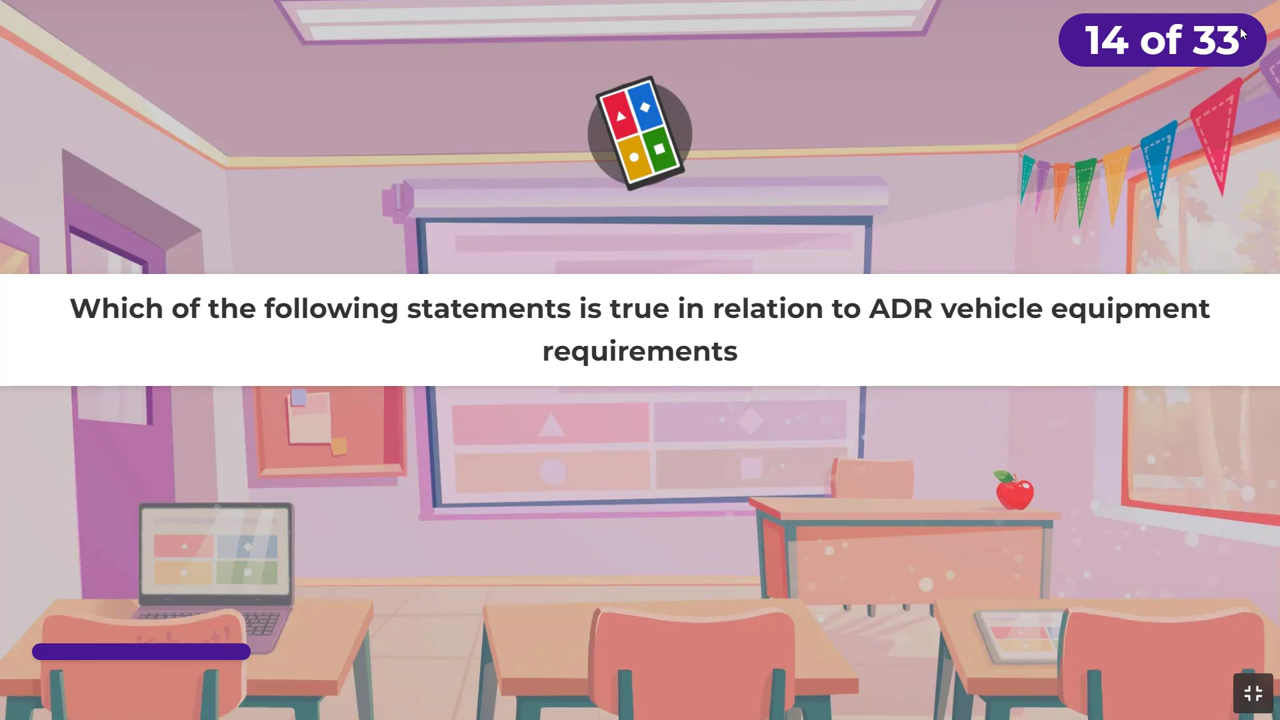 14 of 33
Which of the following statements is true in relation to ADR vehicle equipment
requirements